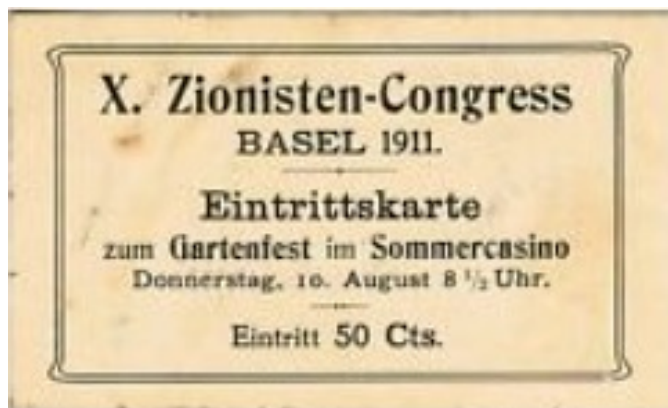 X. Zionisten-Congress
BASEL 1911.
Eintrittskarte
zum Gartenfest im Sommercasino
Donnerstag, 10. August 8 1/2 Uhr.
Eintritt 50 Cts.